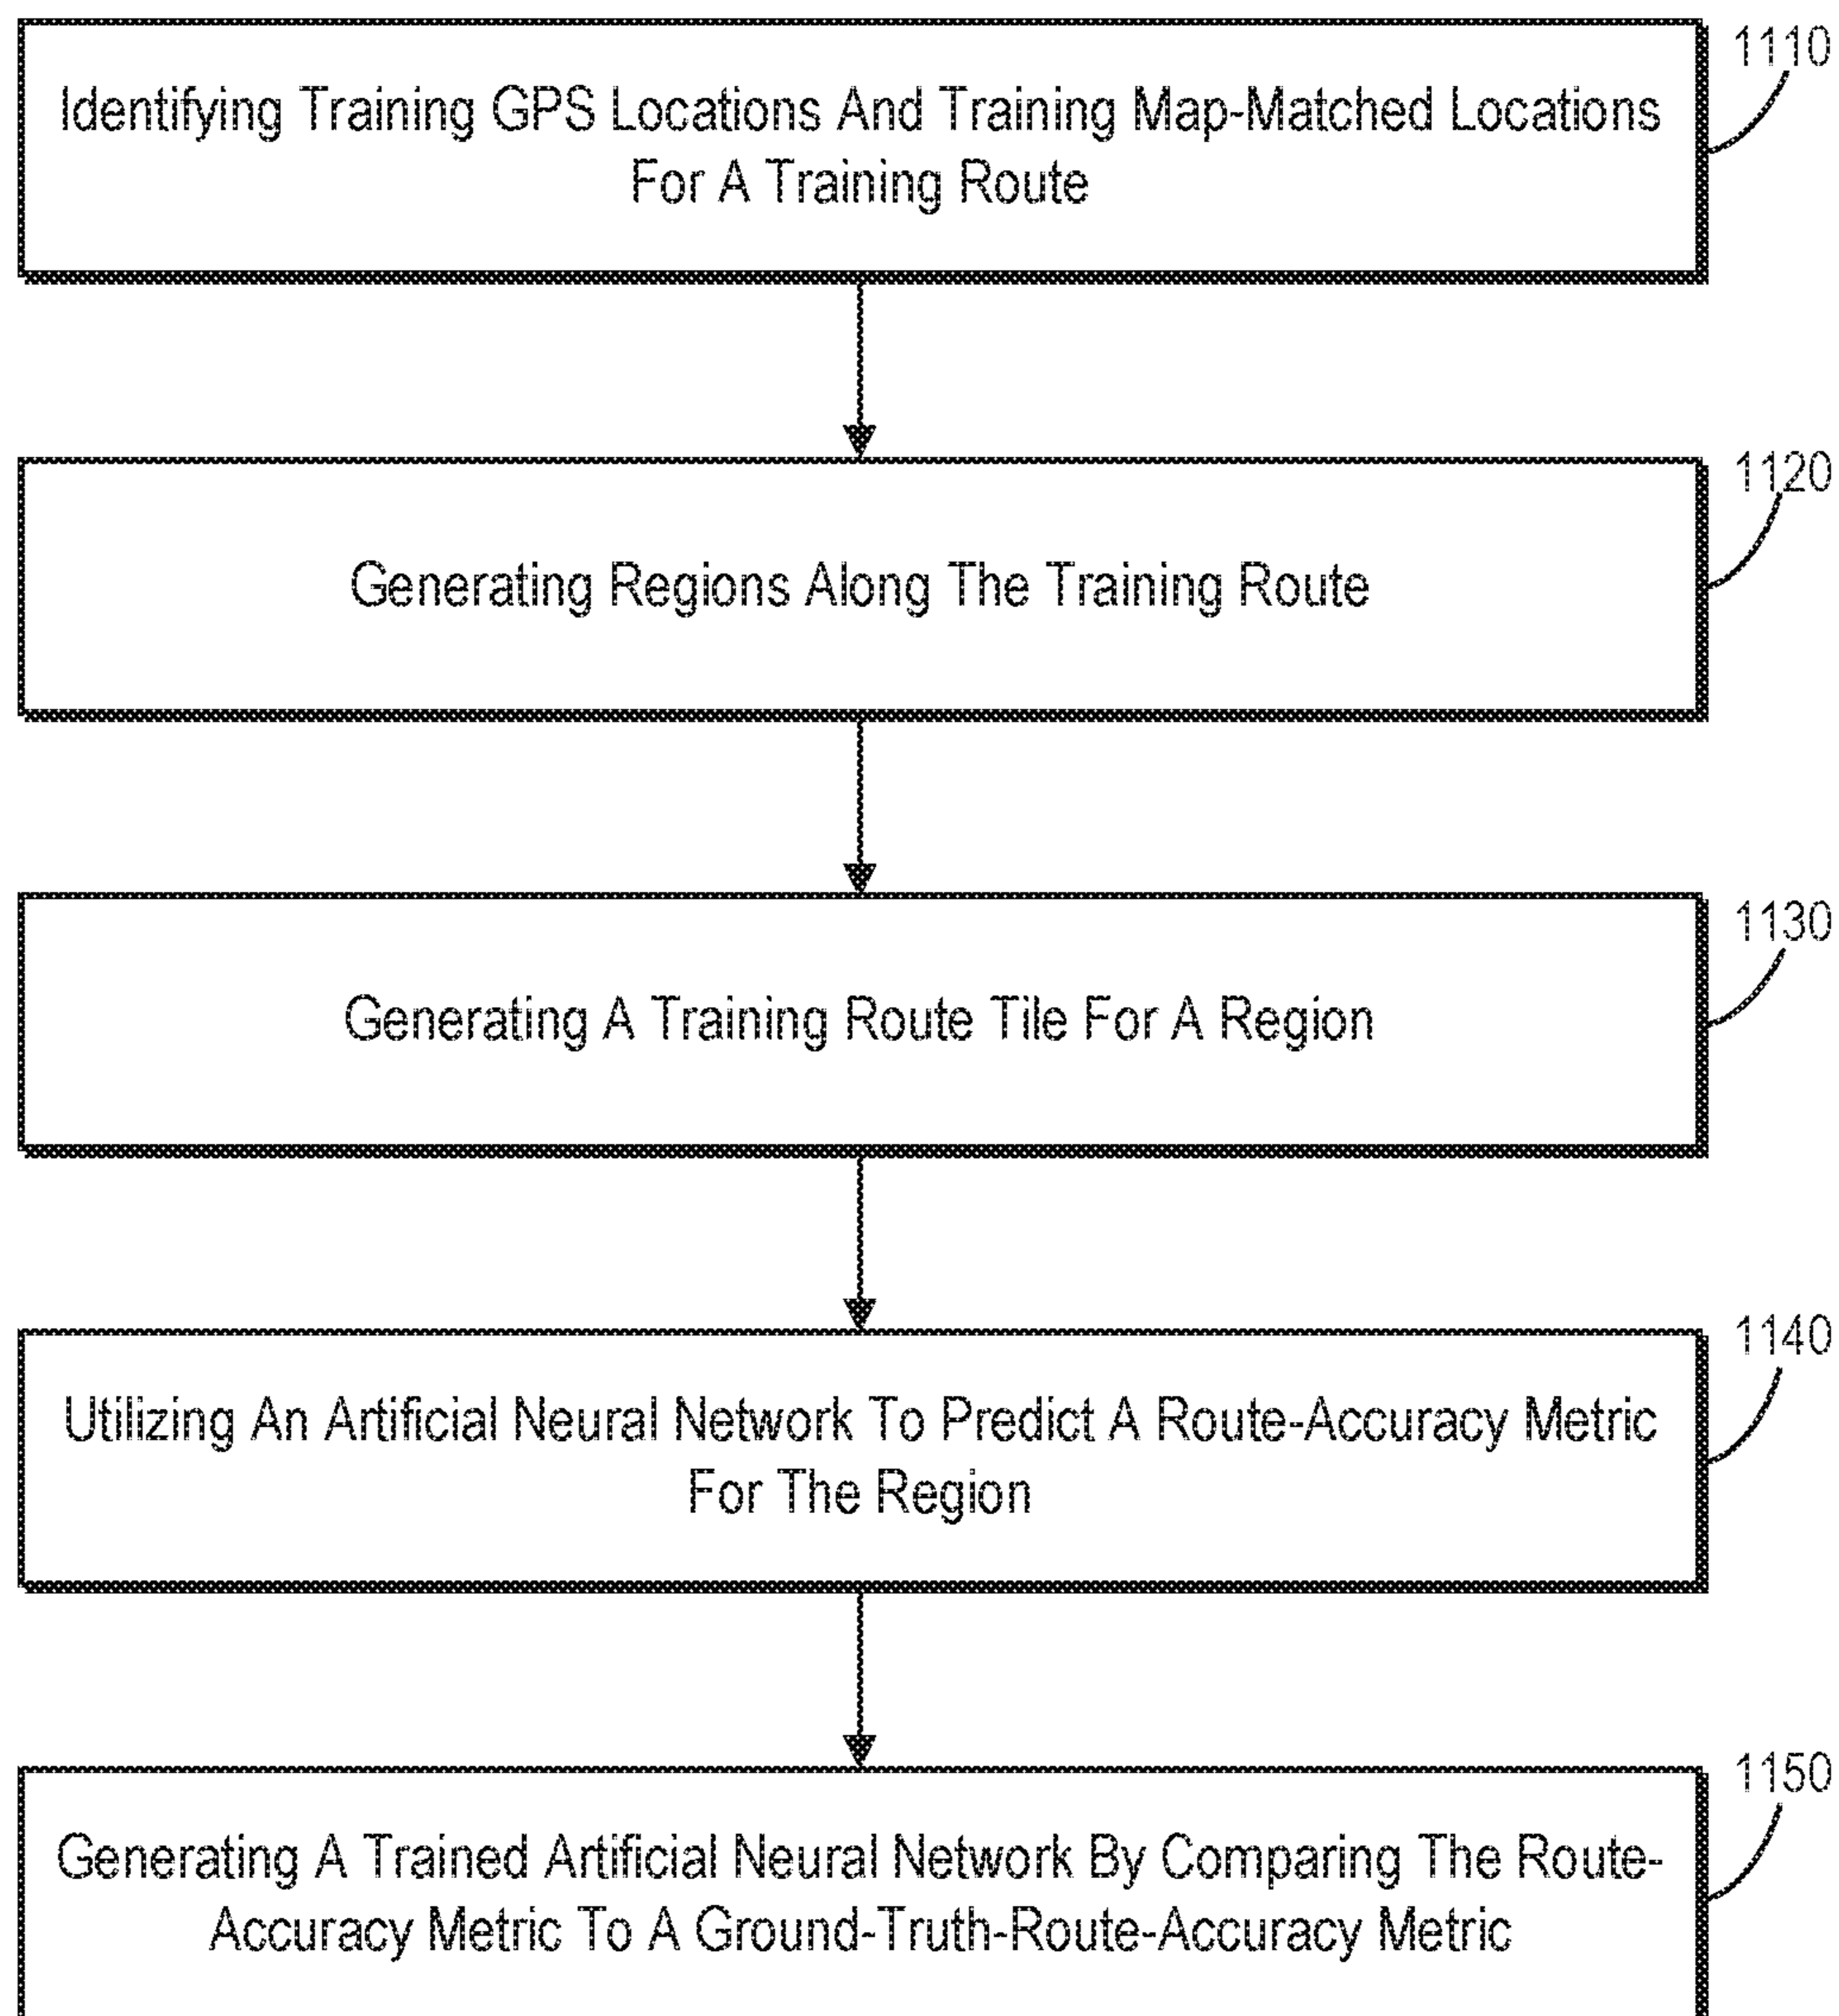 1110
Identifying Training GPS Locations And Training Map-Matched Locations
For A Training Route
1120
Generating Regions Along The Training Route
1130
Generating A Training Route Tile For A Region
1140
Utilizing An Artificial Neural Network To Predict A Route-Accuracy Metric
For The Region
1150
Generating A Trained Artificial Neural Network By Comparing The Route-
Accuracy Metric To A Ground-Truth-Route-Accuracy Metric